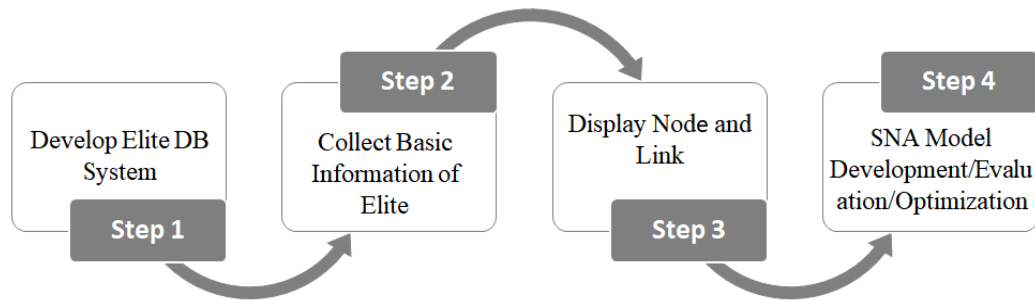 Develop Elite DB
System
Step 1
Step 2
Collect Basic
Information of
Elite
Display Node and
Link
Step 3
Step 4
SNA Model
Development/Evalu
ation/Optimization